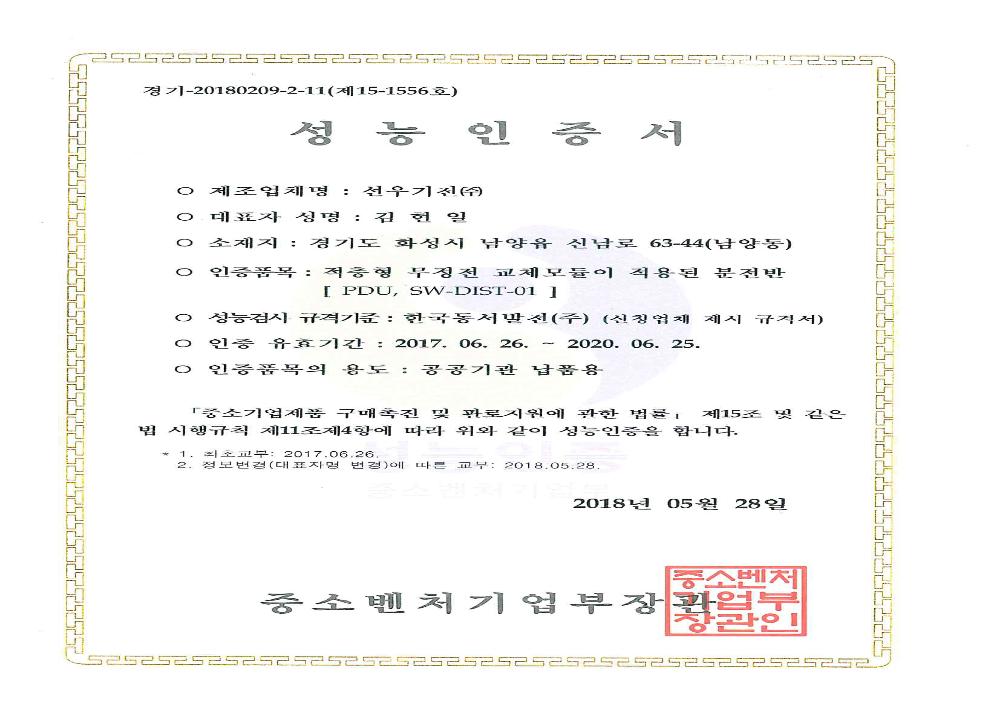 경기-20180209-2-11(제15-1556호)
성 능 인 증 서
○ 제조업체명 : 선우기전㈜
○ 대표자 성명 : 김 현 일
○ 소재지 : 경기도 화성시 남양읍 신남로 63-44(남양동)
○ 인증품목 : 적층형 무정전 교체모듈이 적용된 분전반
[ PDU, SW-DIST-01 ]
○ 성능검사 규격기준 : 한국동서발전(주) (신청업체 제시 규격서)
○ 인증 유효기간 : 2017. 06. 26. ~ 2020. 06. 25.
○ 인증품목의 용도 : 공공기관 납품용
「중소기업제품 구매촉진 및 판로지원에 관한 법률」 제15조 및 같은
법 시행규칙 제11조제4항에 따라 위와 같이 성능인증을 합니다.
성능인증
* 1. 최초교부: 2017.06.26.
2. 정보변경(대표자명 변경)에 따른 교부: 2018.05.28.
중소벤처기업부
2018년 05월 28일
중소벤처기업부장관
중소벤처
기업부
장관인